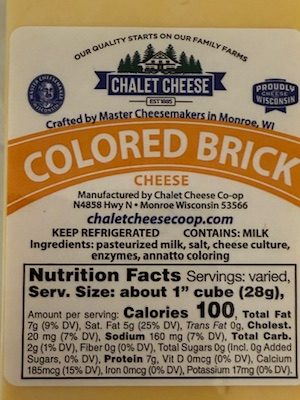 OUR QUALITY STARTS ON OUR FAMILY FARMS
CHALET CHEESE
EST 1885
MASTER CHEESEMAKER
WISCONSIN
PROUDLY
WISCONSIN
CHEESE
Crafted by Master Cheesemakers in Monroe, WI
COLORED BRICK
CHEESE
Manufactured by Chalet Cheese Co-op
N4858 Hwy N • Monroe Wisconsin 53566
chaletcheesecoop.com
KEEP REFRIGERATED CONTAINS: MILK
Ingredients: pasteurized milk, salt, cheese culture,
enzymes, annatto coloring
Nutrition Facts Servings: varied,
Serv. Size: about 1" cube (28g),
Amount per serving: Calories 100, Total Fat
7g (9% DV), Sat. Fat 5g (25% DV), Trans Fat 0g, Cholest.
20 mg (7% DV), Sodium 160 mg (7% DV), Total Carb.
2g (1% DV), Fiber 0g (0% DV), Total Sugars 0g (Incl. 0g Added
Sugars, 0% DV), Protein 7g, Vit D 0mcg (0% DV), Calcium
185mcg (15% DV), Iron 0mcg (0% DV), Potassium 17mg (0% DV).